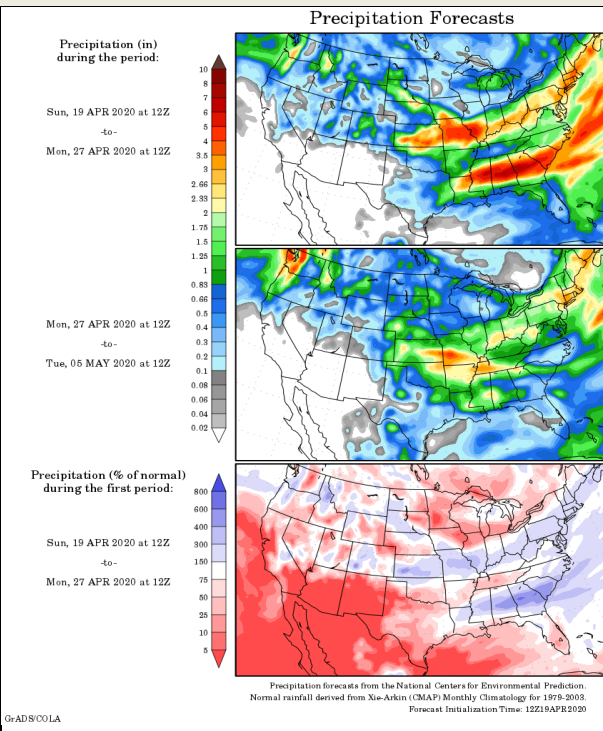 Precipitation Forecasts
Precipitation (in)
during the period:
Sun, 19 APR 2020 at 12Z
-to-
Mon, 27 APR 2020 at 12Z
10
8
7
6
5
4
3.5
3
2.66
2.33
2
1.75
1.5
1.25
1
0.83
0.66
0.5
0.4
0.3
0.2
0.1
0.08
0.06
0.04
0.02
Mon, 27 APR 2020 at 12Z
-to-
Tue, 05 MAY 2020 at 12Z
Precipitation (% of normal)
during the first period:
Sun, 19 APR 2020 at 12Z
-to-
Mon, 27 APR 2020 at 12Z
800
600
400
300
150
75
50
25
10
5
Precipitation forecasts from the National Centers for Environmental Prediction.
Normal rainfall derived from Xie-Arkin (CMAP) Monthly Climatology for 1979-2003.
Forecast Initialization Time: 12Z19APR2020
GrADS/COLA